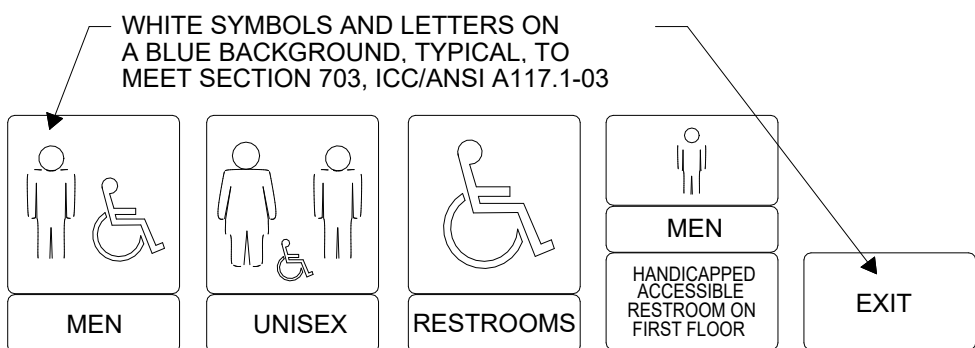 WHITE SYMBOLS AND LETTERS ON
A BLUE BACKGROUND, TYPICAL, TO
MEET SECTION 703, ICC/ANSI A117.1-03
MEN
UNISEX
RESTROOMS
MEN
HANDICAPPED
ACCESSIBLE
RESTROOM ON
FIRST FLOOR
EXIT